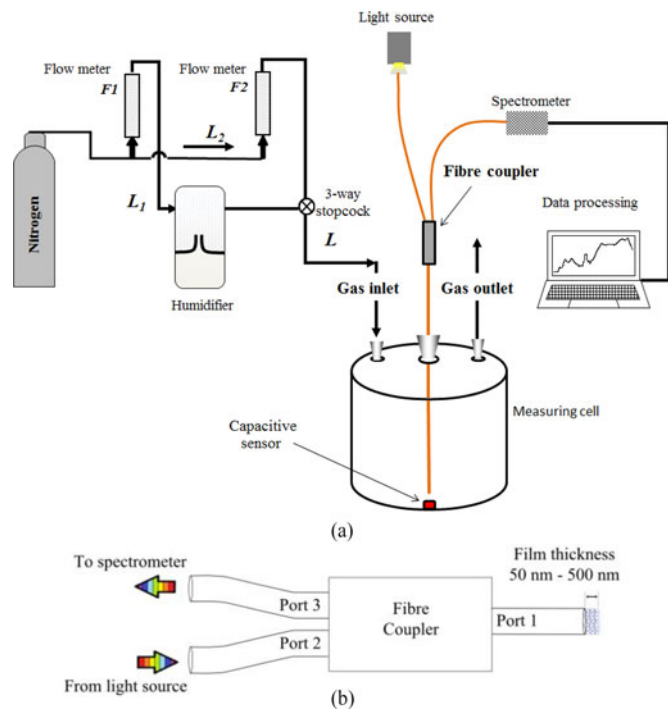 Light source
Flow meter
F1
Flow meter
F2
Spectrometer
L2
Fibre coupler
3-way
stopcock
Nitrogen
L1
Data processing
L
Humidifier
Gas inlet
Gas outlet
Measuring cell
Capacitive
sensor
(a)
To spectrometer
Film thickness
50 nm - 500 nm
Port 3
Fibre
Coupler
Port 1
Port 2
From light source
(b)